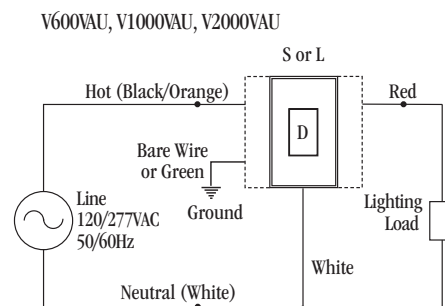 V600VAU, V1000VAU, V2000VAU
S or L
Hot (Black/Orange)
Red
D
Bare Wire
or Green
Ground
Line
120/277VAC
50/60Hz
Lighting
Load
White
Neutral (White)